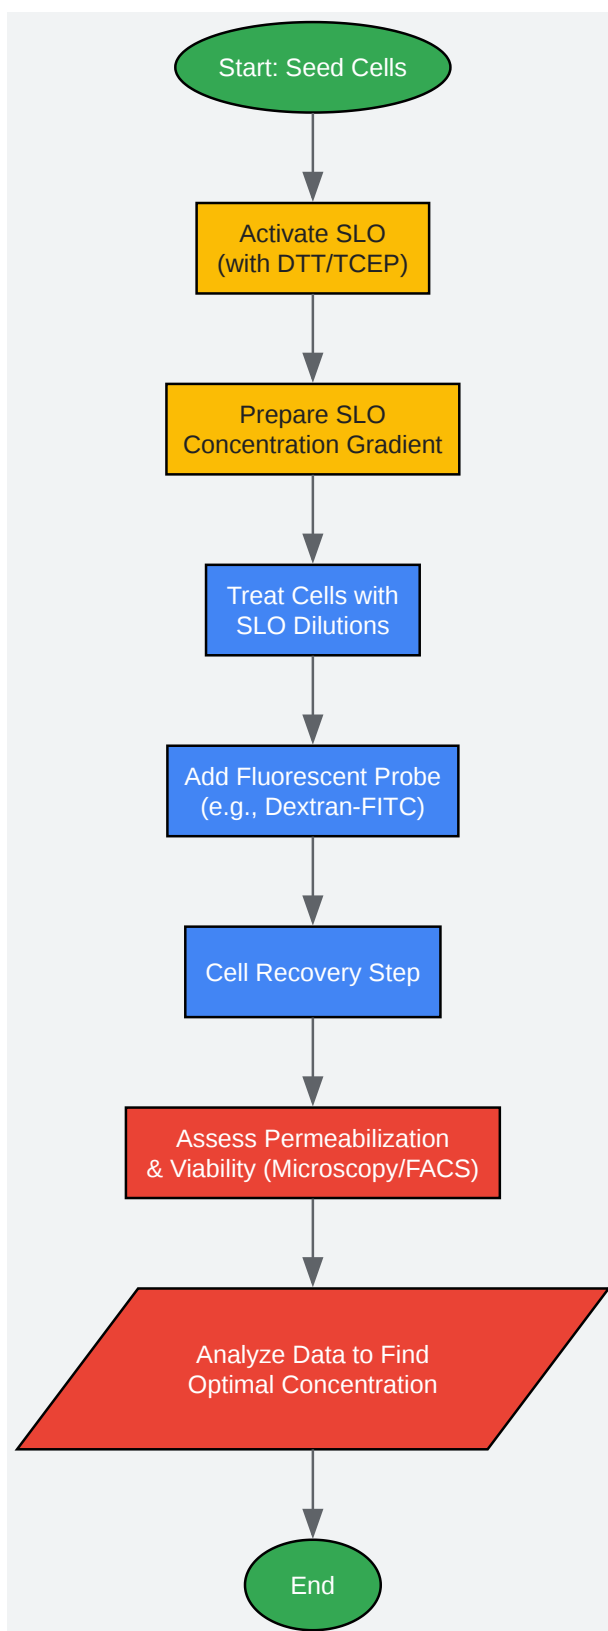 Start: Seed Cells
Activate SLO
(with DTT/TCEP)
Prepare SLO
Concentration Gradient
Treat Cells with
SLO Dilutions
Add Fluorescent Probe
(e.g., Dextran-FITC)
Cell Recovery Step
Assess Permeabilization
& Viability (Microscopy/FACS)
Analyze Data to Find
Optimal Concentration
End